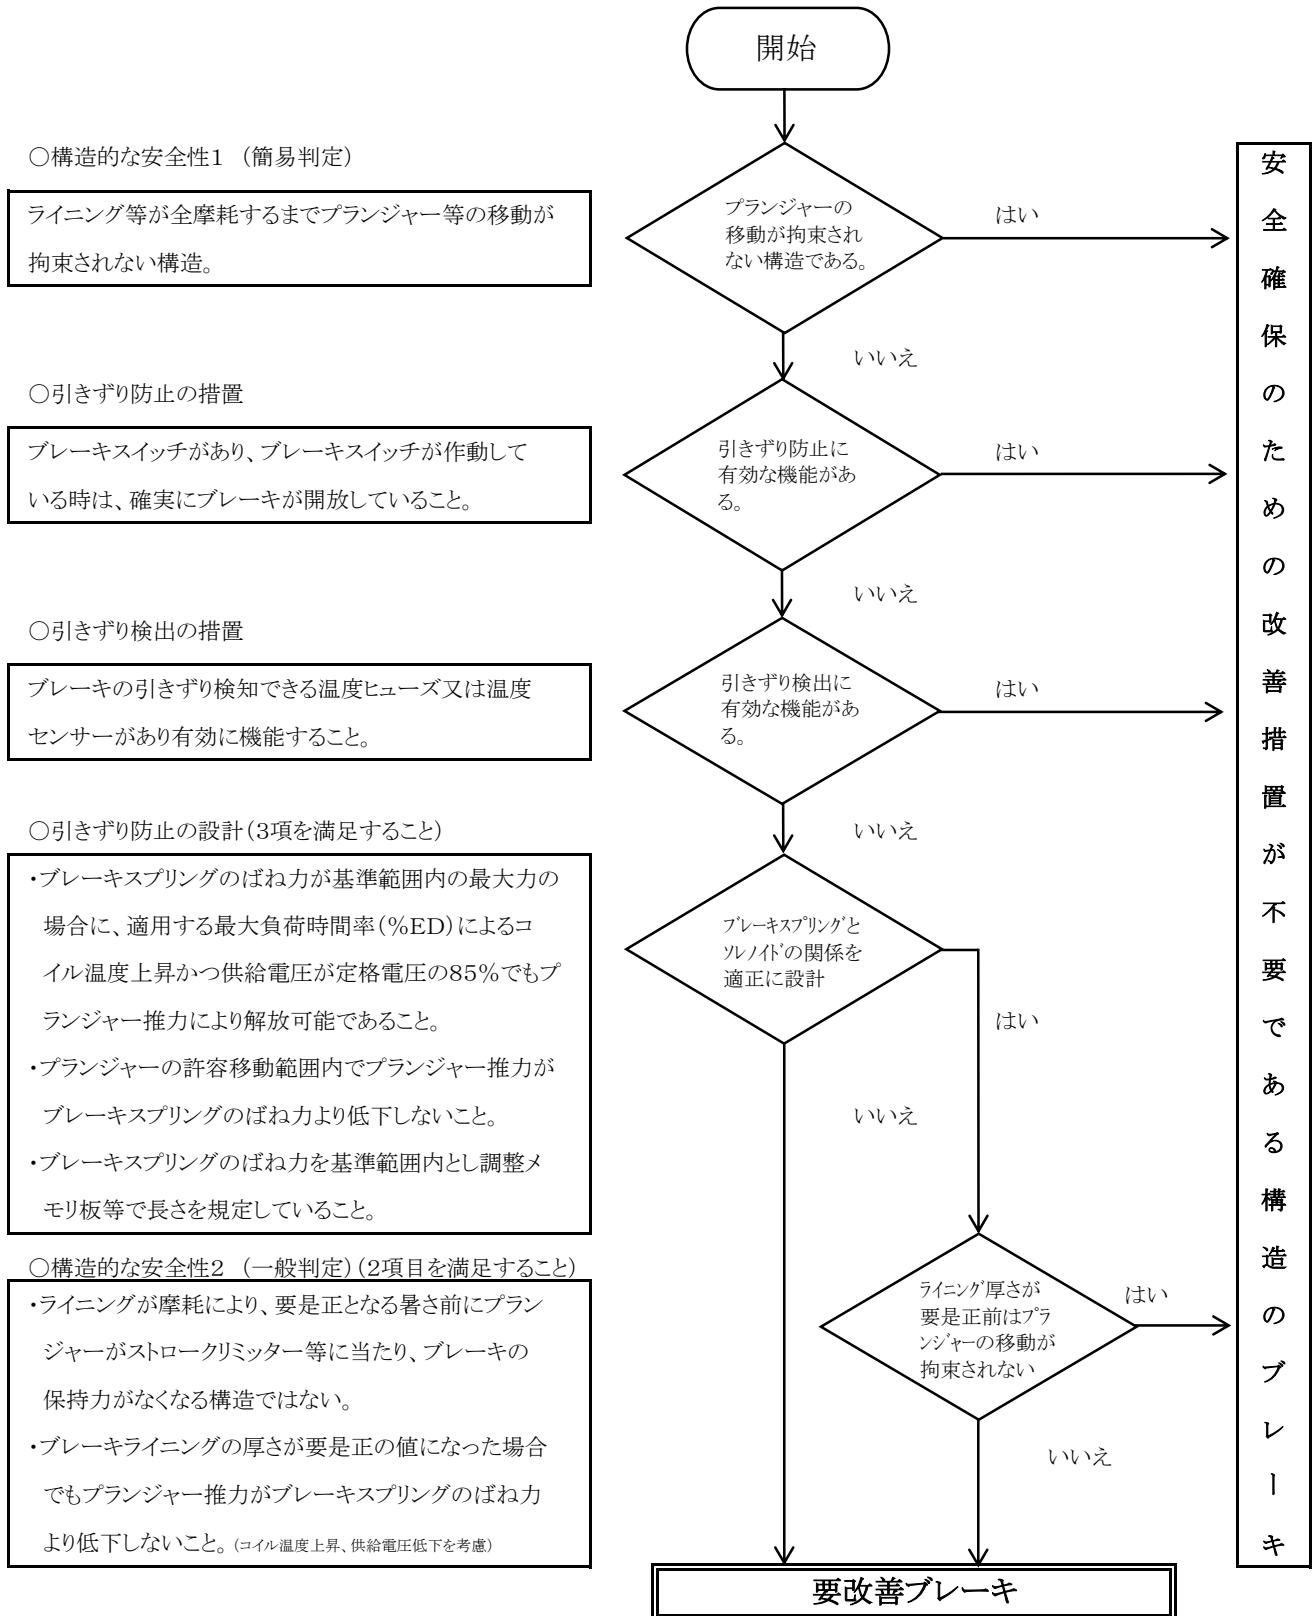 開始
○構造的な安全性1 (簡易判定)
ライニング等が全摩耗するまでプランジャー等の移動が
拘束されない構造。
プランジャーの
移動が拘束され
ない構造である。
はい
いいえ
○引きずり防止の措置
ブレーキスイッチがあり、ブレーキスイッチが作動して
いる時は、確実にブレーキが開放していること。
引きずり防止に
有効な機能があ
る。
はい
いいえ
○引きずり検出の措置
ブレーキの引きずり検知できる温度ヒューズ又は温度
センサーがあり有効に機能すること。
引きずり検出に
有効な機能があ
る。
はい
いいえ
○引きずり防止の設計(3項を満足すること)
・ブレーキスプリングのばね力が基準範囲内の最大力の
場合に、適用する最大負荷時間率(%ED)によるコ
イル温度上昇かつ供給電圧が定格電圧の85%でもプ
ランジャー推力により解放可能であること。
・プランジャーの許容移動範囲内でプランジャー推力が
ブレーキスプリングのばね力より低下しないこと。
・ブレーキスプリングのばね力を基準範囲内とし調整メ
モリ板等で長さを規定していること。
ブレーキスプリングと
ソレノイドの関係を
適正に設計
はい
いいえ
○構造的な安全性2 (一般判定)(2項目を満足すること)
・ライニングが摩耗により、要是正となる暑さ前にプラン
ジャーがストロークリミッター等に当たり、ブレーキの
保持力がなくなる構造ではない。
・ブレーキライニングの厚さが要是正の値になった場合
でもプランジャー推力がブレーキスプリングのばね力
より低下しないこと。(コイル温度上昇、供給電圧低下を考慮)
ライニング厚さが
要是正前はプラ
ンジャーの移動が
拘束されない
はい
いいえ
要改善ブレーキ
安全確保のための改善措置が不要である構造のブレーキ